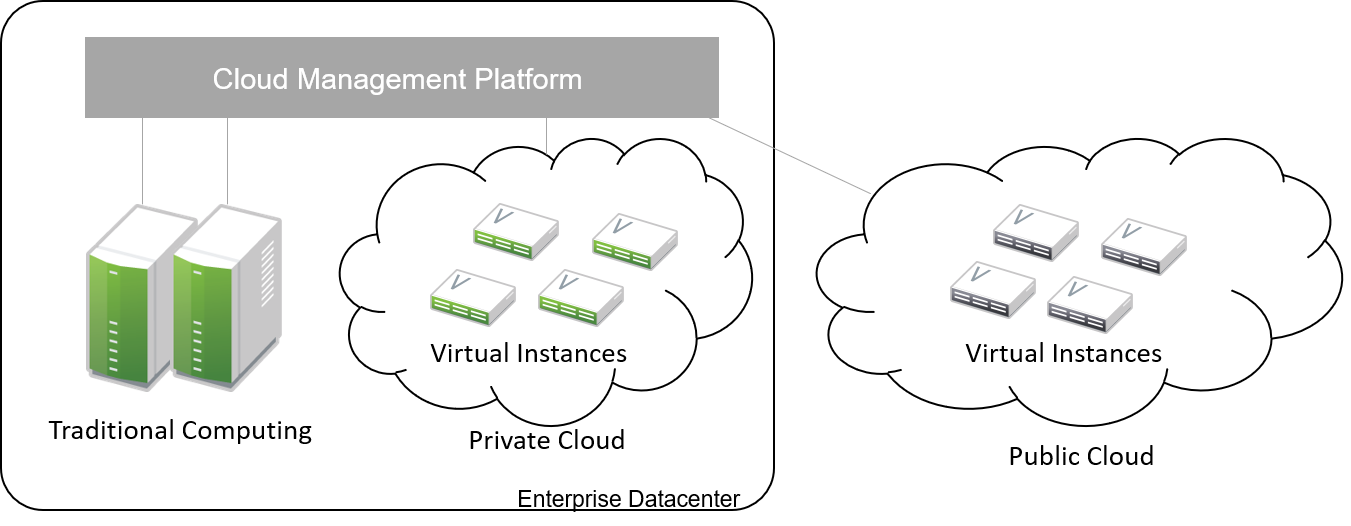 Cloud Management Platform
V
V
V
V
V
V
V
V
Virtual Instances
Virtual Instances
Traditional Computing
Private Cloud
Public Cloud
Enterprise Datacenter